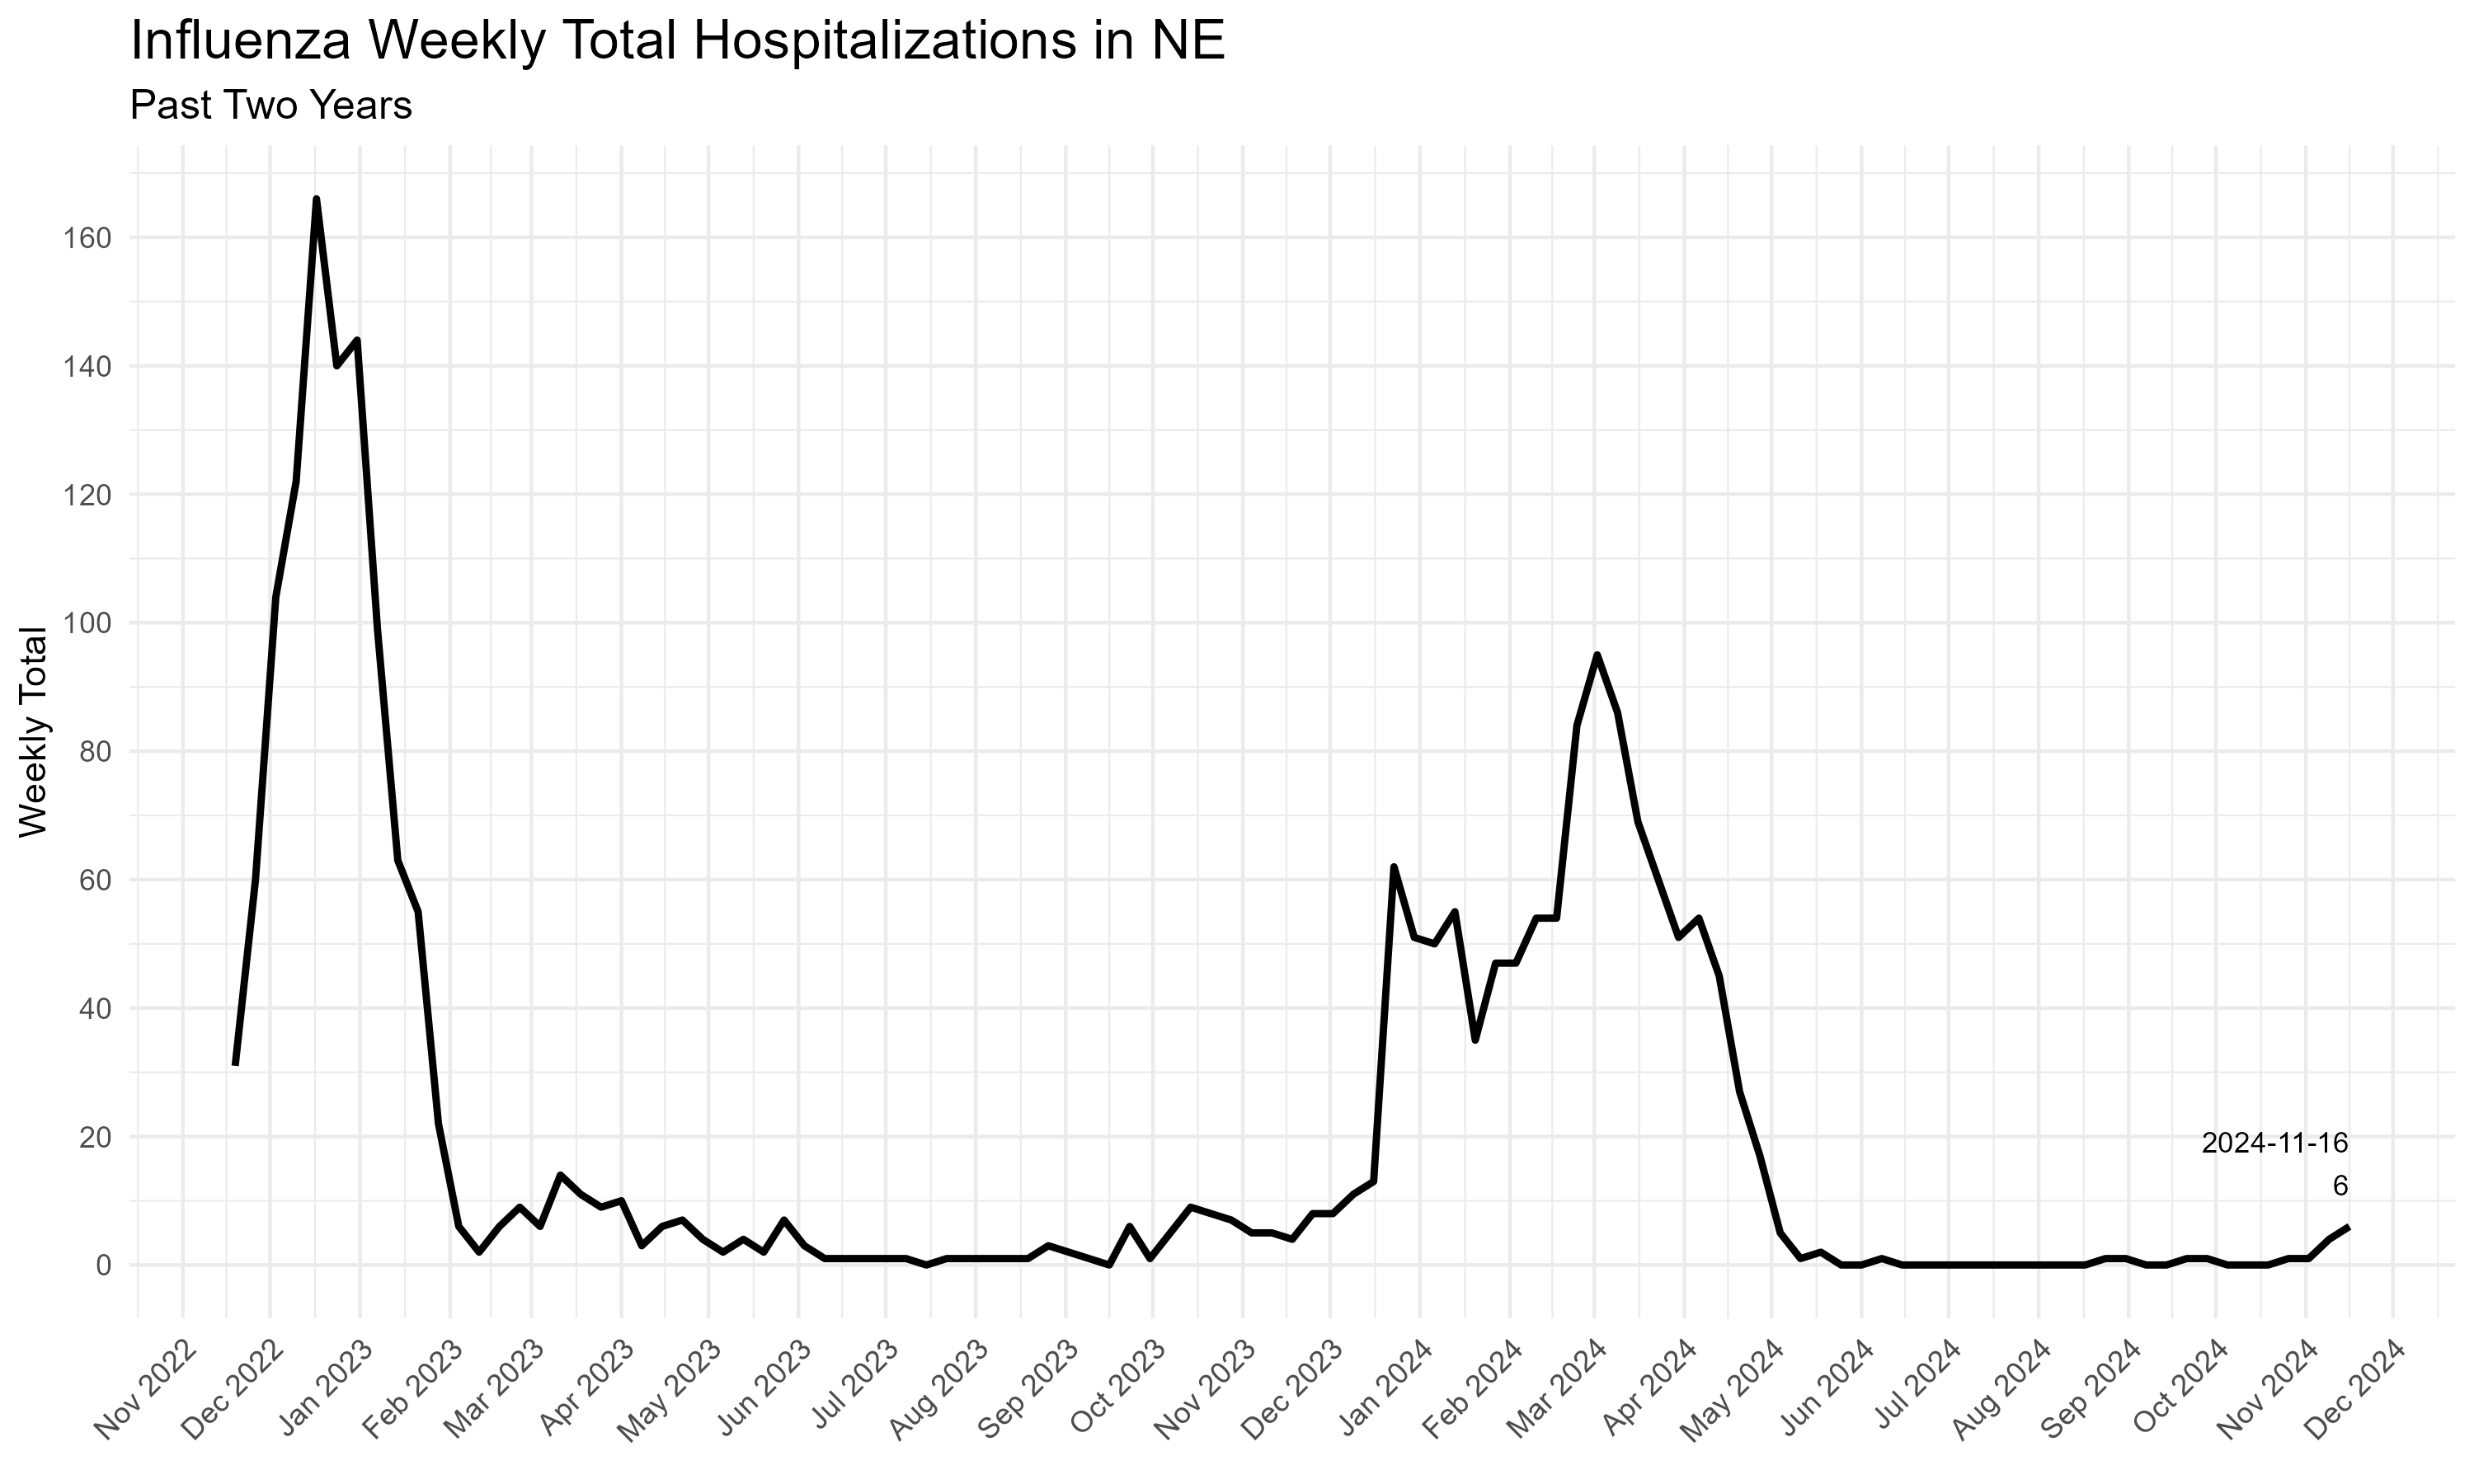 Influenza Weekly Total Hospitalizations in NE
Past Two Years
Weekly Total
160
140
120
100
80
60
40
20
0
2024-11-16
6
Nov 2022
Dec 2022
Jan 2023
Feb 2023
Mar 2023
Apr 2023
May 2023
Jun 2023
Jul 2023
Aug 2023
Sep 2023
Oct 2023
Nov 2023
Dec 2023
Jan 2024
Feb 2024
Mar 2024
Apr 2024
May 2024
Jun 2024
Jul 2024
Aug 2024
Sep 2024
Oct 2024
Nov 2024
Dec 2024